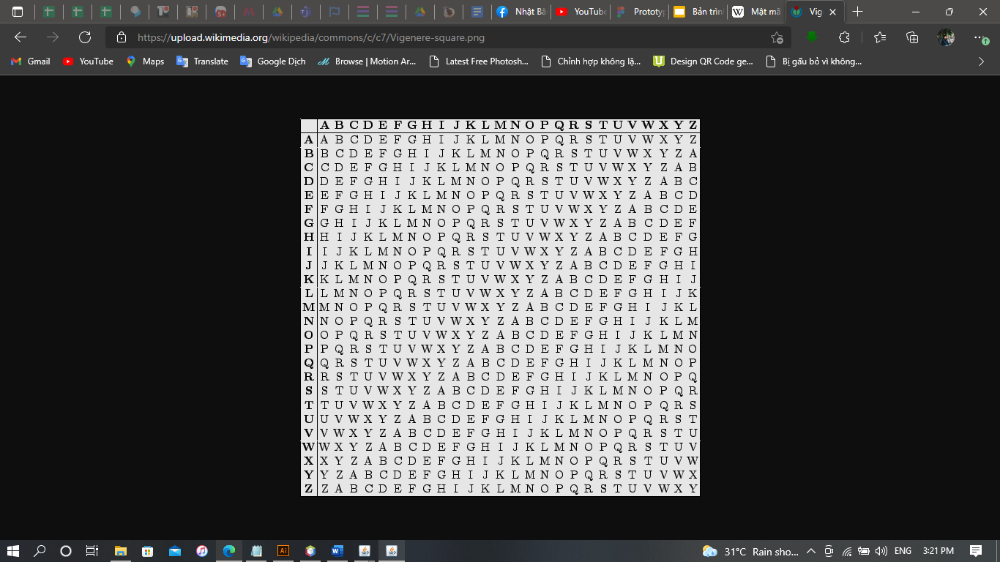 Nhật Bả
YouTube
Prototyp
Bản trìn
Mật mã
Vig
https://upload.wikimedia.org/wikipedia/commons/c/c7/Vigenere-square.png
Gmail YouTube Maps Translate Google Dịch Browse | Motion Ar... Latest Free Photosh... Chỉnh hợp không lặ... Design QR Code ge... Bị gấu bỏ vì không...
A B C D E F G H I J K L M N O P Q R S T U V W X Y Z
A A B C D E F G H I J K L M N O P Q R S T U V W X Y Z
B B C D E F G H I J K L M N O P Q R S T U V W X Y Z A
C C D E F G H I J K L M N O P Q R S T U V W X Y Z A B
D D E F G H I J K L M N O P Q R S T U V W X Y Z A B C
E E F G H I J K L M N O P Q R S T U V W X Y Z A B C D
F F G H I J K L M N O P Q R S T U V W X Y Z A B C D E
G G H I J K L M N O P Q R S T U V W X Y Z A B C D E F
H H I J K L M N O P Q R S T U V W X Y Z A B C D E F G
I I J K L M N O P Q R S T U V W X Y Z A B C D E F G H
J J K L M N O P Q R S T U V W X Y Z A B C D E F G H I
K K L M N O P Q R S T U V W X Y Z A B C D E F G H I J
L L M N O P Q R S T U V W X Y Z A B C D E F G H I J K
M M N O P Q R S T U V W X Y Z A B C D E F G H I J K L
N N O P Q R S T U V W X Y Z A B C D E F G H I J K L M
O O P Q R S T U V W X Y Z A B C D E F G H I J K L M N
P P Q R S T U V W X Y Z A B C D E F G H I J K L M N O
Q Q R S T U V W X Y Z A B C D E F G H I J K L M N O P
R R S T U V W X Y Z A B C D E F G H I J K L M N O P Q
S S T U V W X Y Z A B C D E F G H I J K L M N O P Q R
T T U V W X Y Z A B C D E F G H I J K L M N O P Q R S
U U V W X Y Z A B C D E F G H I J K L M N O P Q R S T
V V W X Y Z A B C D E F G H I J K L M N O P Q R S T U
W W X Y Z A B C D E F G H I J K L M N O P Q R S T U V
X X Y Z A B C D E F G H I J K L M N O P Q R S T U V W
Y Y Z A B C D E F G H I J K L M N O P Q R S T U V W X
Z Z A B C D E F G H I J K L M N O P Q R S T U V W X Y
31°C Rain sho... ENG 3:21 PM